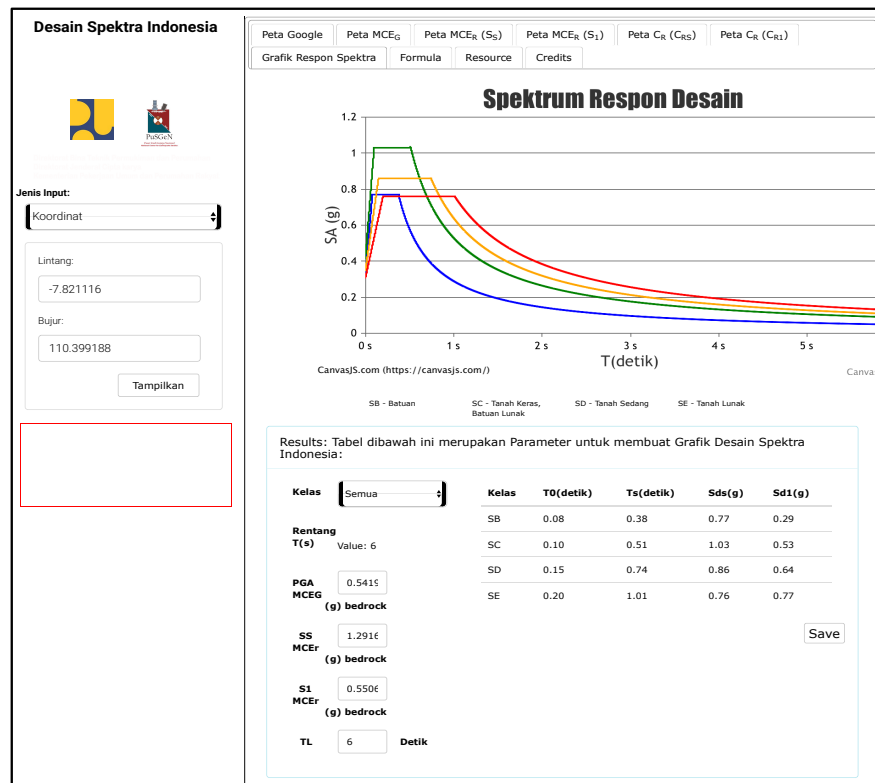 Desain Spektra Indonesia
PuSGeN
Jenis Input:
Koordinat
Lintang:
-7.821116
Bujur:
110.399188
Tampilkan
Peta Google
Peta MCEG
Peta MCER (SS)
Peta MCER (S1)
Peta CR (CRS)
Peta CR (CR1)
Grafik Respon Spektra
Formula
Resource
Credits
Spektrum Respon Desain
1.2
1
0.8
0.6
0.4
0.2
0
SA (g)
0 s
1 s
2 s
3 s
4 s
5 s
T(detik)
CanvasJS.com (https://canvasjs.com/)
Canvas
SB - Batuan
SC - Tanah Keras,
Batuan Lunak
SD - Tanah Sedang
SE - Tanah Lunak
Results: Tabel dibawah ini merupakan Parameter untuk membuat Grafik Desain Spektra
Indonesia:
Kelas
Semua
Rentang
T(s)
Value: 6
PGA
MCEG
0.5419
(g) bedrock
SS
MCEr
1.2916
(g) bedrock
S1
MCEr
0.5506
(g) bedrock
TL
6
Detik
Kelas T0(detik) Ts(detik) Sds(g) Sd1(g)
SB 0.08 0.38 0.77 0.29
SC 0.10 0.51 1.03 0.53
SD 0.15 0.74 0.86 0.64
SE 0.20 1.01 0.76 0.77
Save